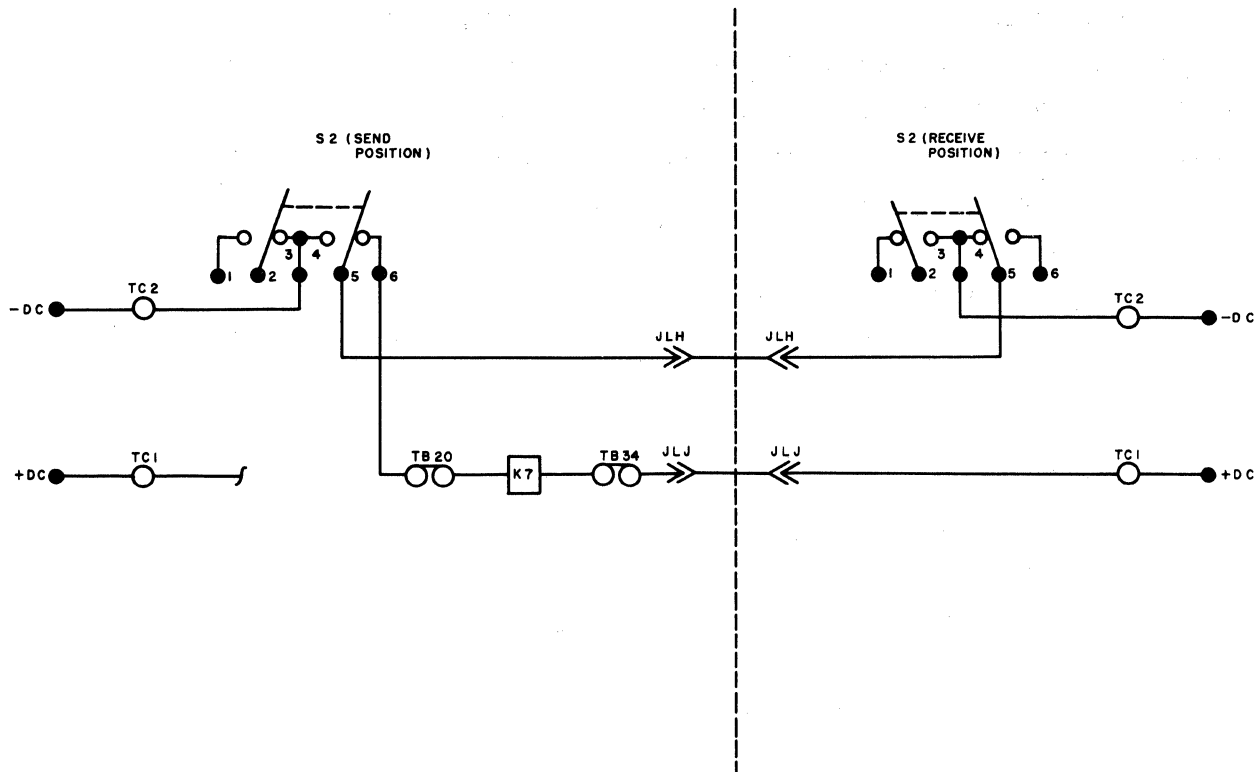 S2 (SEND
POSITION)
S2 (RECEIVE
POSITION)
1 2 3 4 5 6
1 2 3 4 5 6
-DC TC2
TC2 -DC
JLH JLH
+DC TC1
TB20 K7 TB34 JLJ JLJ
TC1 +DC